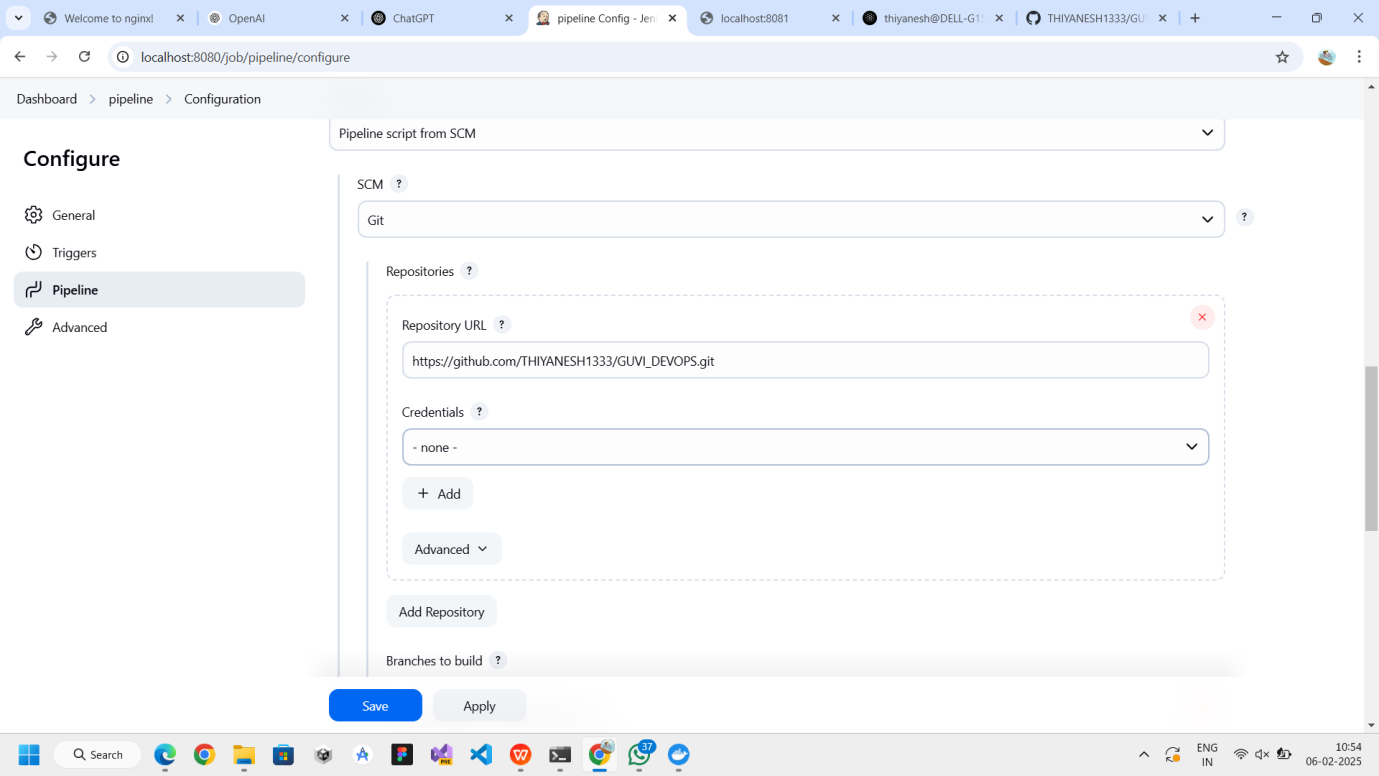 Welcome to nginx!
OpenAI
ChatGPT
pipeline Config - Jen
localhost:8081
thiyanesh@DELL-G15
THIYANESH1333/GU
localhost:8080/job/pipeline/configure
Dashboard pipeline Configuration
Configure
General
Triggers
Pipeline
Advanced
Pipeline script from SCM
SCM ?
Git
?
Repositories ?
Repository URL ?
https://github.com/THIYANESH1333/GUVI_DEVOPS.git
Credentials ?
- none -
+ Add
Advanced
Add Repository
Branches to build ?
Save
Apply
Search
PRE
37
ENG
IN
10:54
06-02-2025